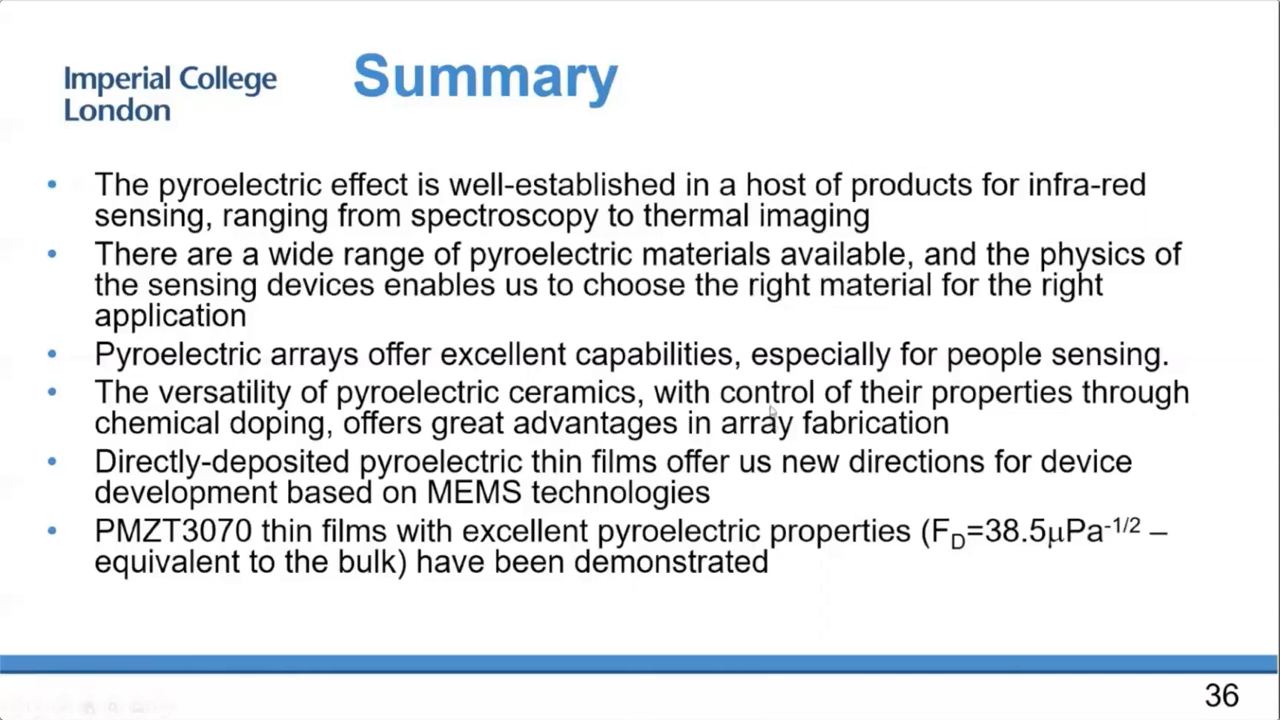 Imperial College
London
Summary
• The pyroelectric effect is well-established in a host of products for infra-red
sensing, ranging from spectroscopy to thermal imaging
• There are a wide range of pyroelectric materials available, and the physics of
the sensing devices enables us to choose the right material for the right
application
• Pyroelectric arrays offer excellent capabilities, especially for people sensing.
• The versatility of pyroelectric ceramics, with control of their properties through
chemical doping, offers great advantages in array fabrication
• Directly-deposited pyroelectric thin films offer us new directions for device
development based on MEMS technologies
• PMZT3070 thin films with excellent pyroelectric properties (F_D=38.5μPa^-1/2 –
equivalent to the bulk) have been demonstrated
36